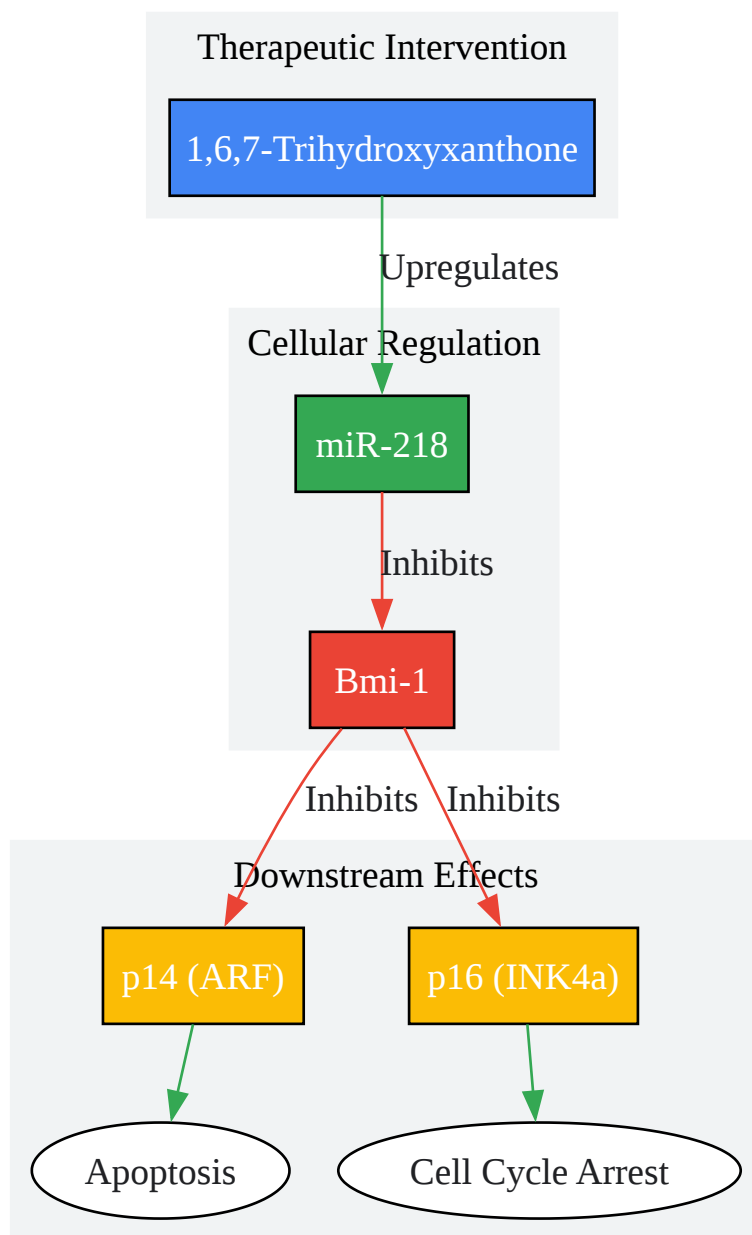 Therapeutic Intervention
1,6,7-Trihydroxyxanthone
Upregulates
Cellular Regulation
miR-218
Inhibits
Bmi-1
Inhibits
Inhibits
Downstream Effects
p14 (ARF)
p16 (INK4a)
Apoptosis
Cell Cycle Arrest